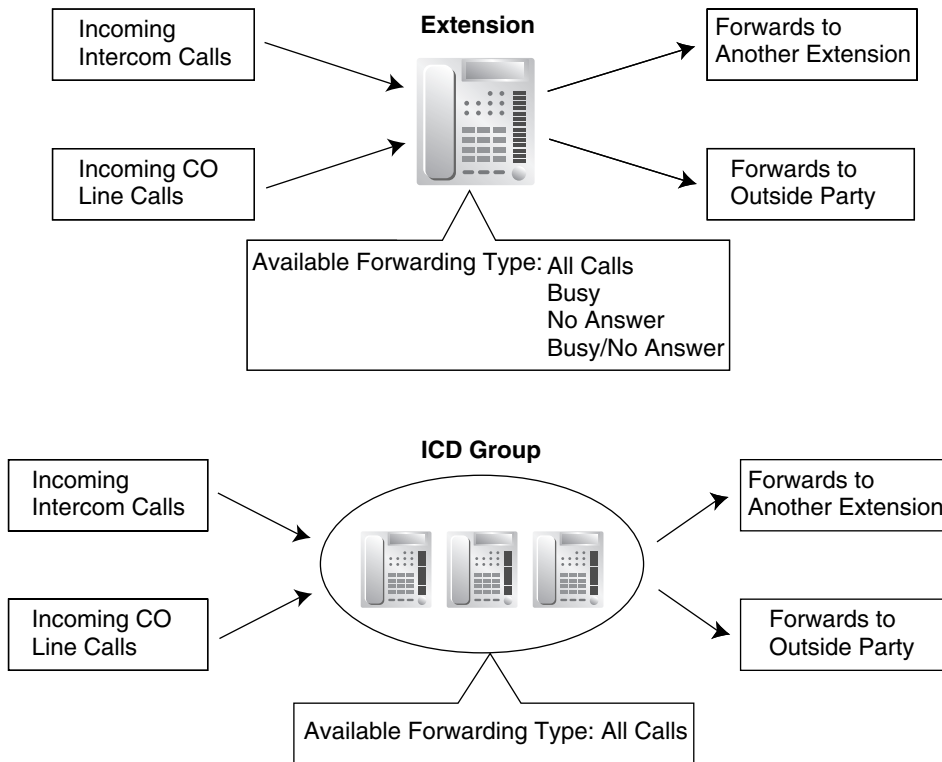 Incoming
Intercom Calls
Extension
Forwards to
Another Extension
Incoming CO
Line Calls
Forwards to
Outside Party
Available Forwarding Type: All Calls
Busy
No Answer
Busy/No Answer
ICD Group
Incoming
Intercom Calls
Forwards to
Another Extension
Incoming CO
Line Calls
Forwards to
Outside Party
Available Forwarding Type: All Calls